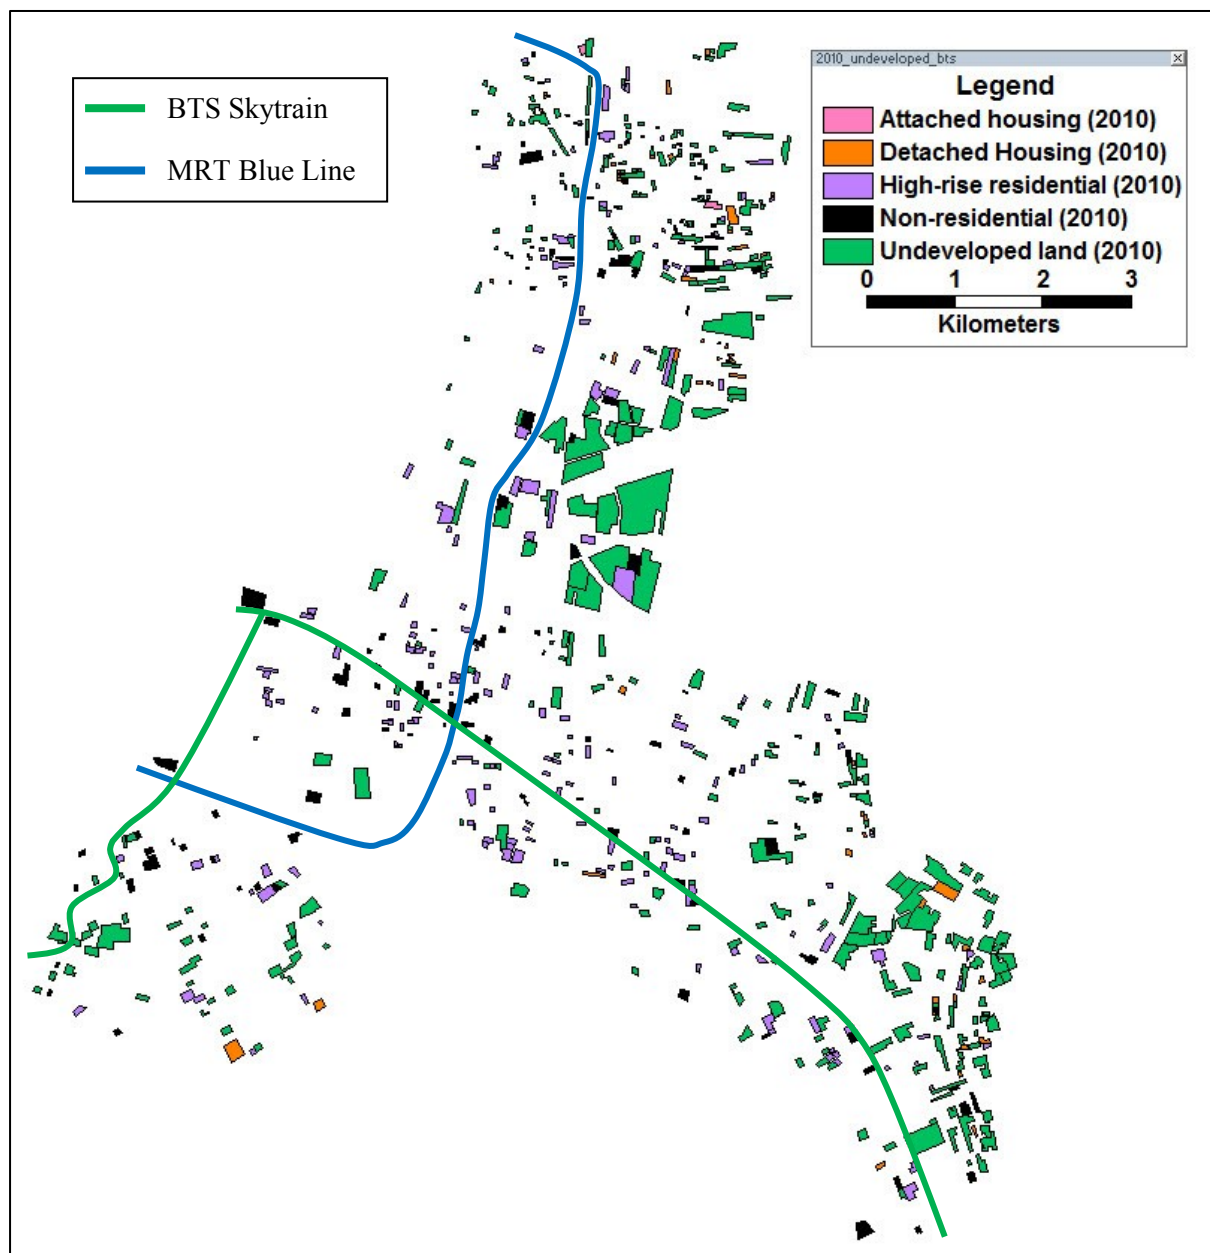 BTS Skytrain
MRT Blue Line
2010_undeveloped_bts
Legend
Attached housing (2010)
Detached Housing (2010)
High-rise residential (2010)
Non-residential (2010)
Undeveloped land (2010)
0 1 2 3
Kilometers